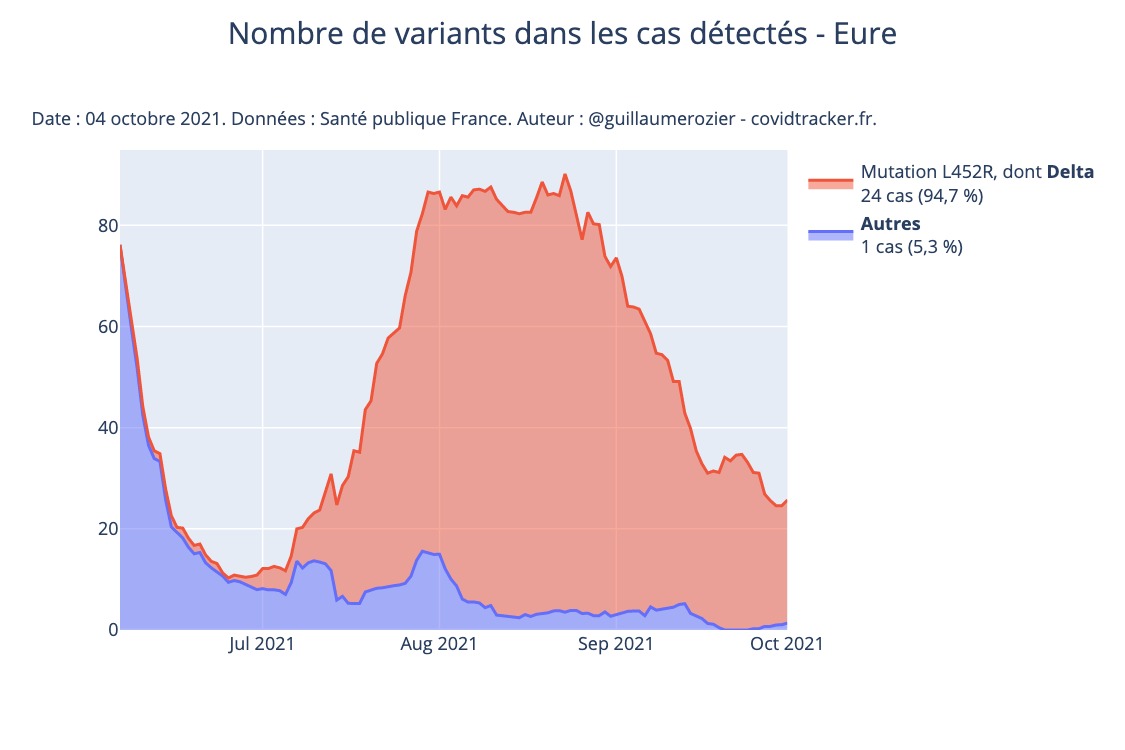 Nombre de variants dans les cas détectés - Eure
Date : 04 octobre 2021. Données : Santé publique France. Auteur : @guillaumerozier - covidtracker.fr.
Mutation L452R, dont Delta
24 cas (94,7 %)
Autres
1 cas (5,3 %)
80
60
40
20
0
Jul 2021
Aug 2021
Sep 2021
Oct 2021